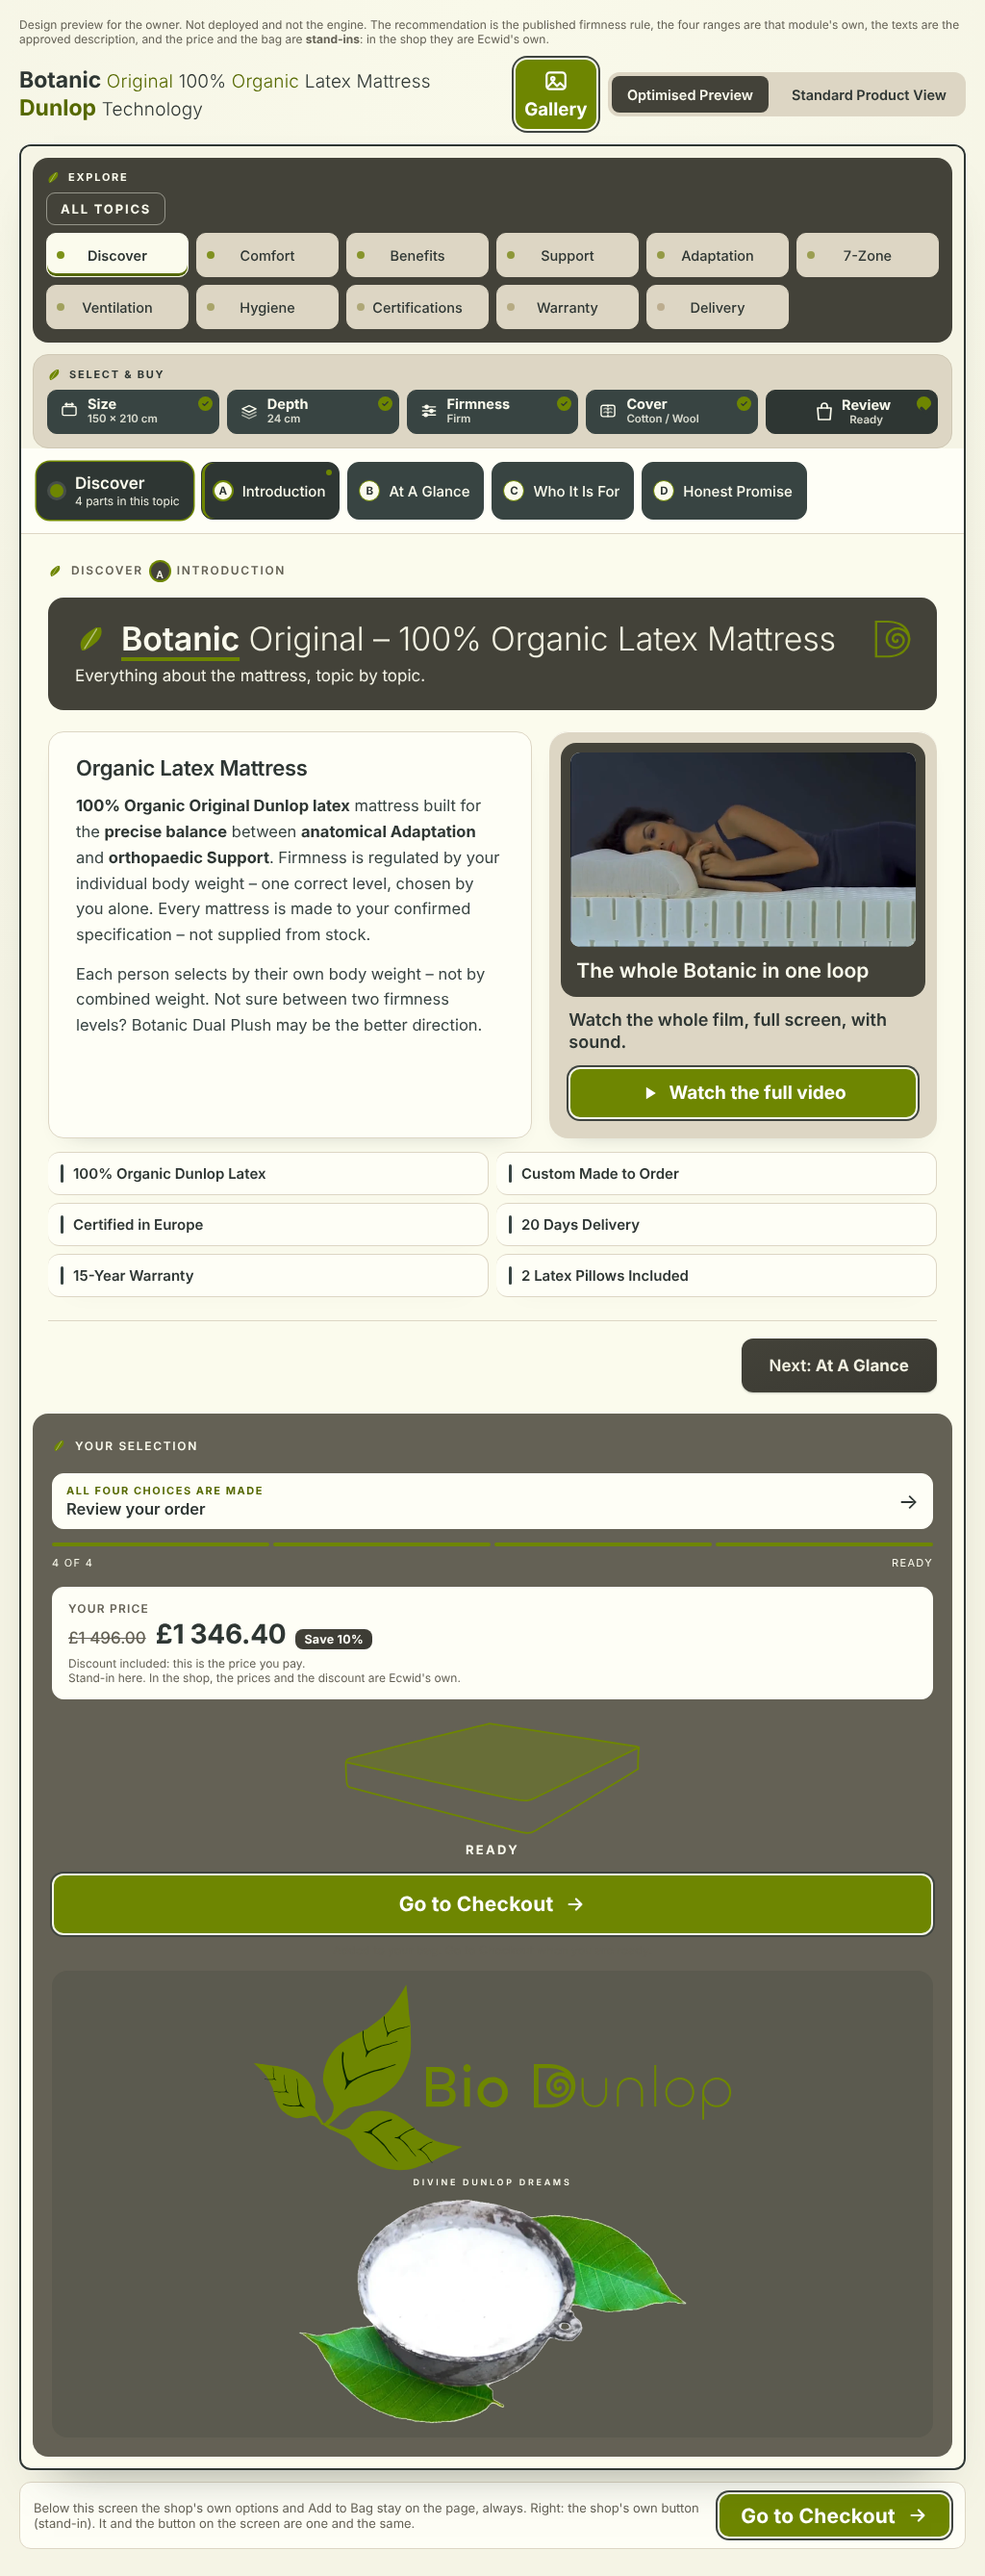 Design preview for the owner. Not deployed and not the engine. The recommendation is the published firmness rule, the four ranges are that module's own, the texts are the
approved description, and the price and the bag are stand-ins: in the shop they are Ecwid's own.
Botanic Original 100% Organic Latex Mattress
Dunlop Technology
Gallery
Optimised Preview
Standard Product View
EXPLORE
ALL TOPICS
Discover
Comfort
Benefits
Support
Adaptation
7-Zone
Ventilation
Hygiene
Certifications
Warranty
Delivery
SELECT & BUY
Size
150 × 210 cm
Depth
24 cm
Firmness
Firm
Cover
Cotton / Wool
Review
Ready
Discover
4 parts in this topic
A Introduction
B At A Glance
C Who It Is For
D Honest Promise
DISCOVER A INTRODUCTION
Botanic Original – 100% Organic Latex Mattress
Everything about the mattress, topic by topic.
Organic Latex Mattress
100% Organic Original Dunlop latex mattress built for
the precise balance between anatomical Adaptation
and orthopaedic Support. Firmness is regulated by your
individual body weight – one correct level, chosen by
you alone. Every mattress is made to your confirmed
specification – not supplied from stock.
Each person selects by their own body weight – not by
combined weight. Not sure between two firmness
levels? Botanic Dual Plush may be the better direction.
The whole Botanic in one loop
Watch the whole film, full screen, with
sound.
Watch the full video
100% Organic Dunlop Latex
Custom Made to Order
Certified in Europe
20 Days Delivery
15-Year Warranty
2 Latex Pillows Included
Next: At A Glance
YOUR SELECTION
ALL FOUR CHOICES ARE MADE
Review your order
4 OF 4
READY
YOUR PRICE
£1 496.00 £1 346.40 Save 10%
Discount included: this is the price you pay.
Stand-in here. In the shop, the prices and the discount are Ecwid's own.
READY
Go to Checkout
Bio Dunlop
DIVINE DUNLOP DREAMS
Below this screen the shop's own options and Add to Bag stay on the page, always. Right: the shop's own button
(stand-in). It and the button on the screen are one and the same.
Go to Checkout